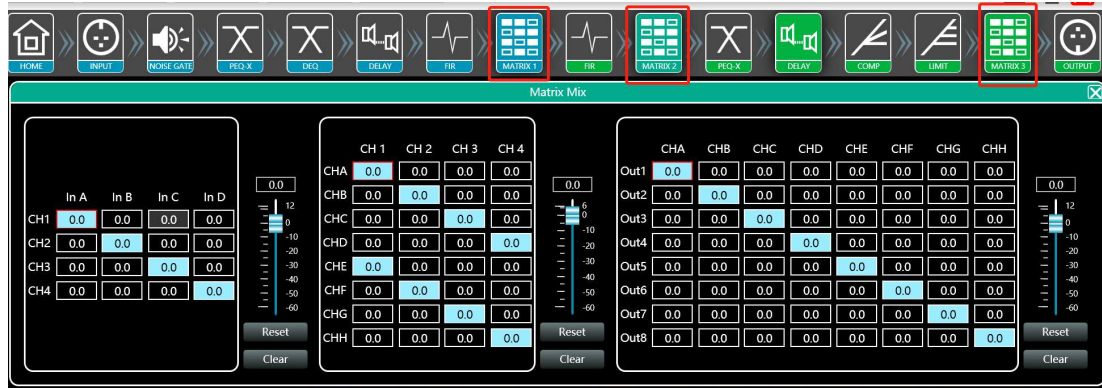 HOME INPUT NOISE GATE PEQ-X DEQ DELAY FIR MATRIX 1 FIR MATRIX 2 PEQ-X DELAY COMP LIMIT MATRIX 3 OUTPUT
Matrix Mix
In A In B In C In D
CH1 0.0 0.0 0.0 0.0
CH2 0.0 0.0 0.0 0.0
CH3 0.0 0.0 0.0 0.0
CH4 0.0 0.0 0.0 0.0
0.0
12
0
-10
-20
-30
-40
-50
-60
Reset
Clear
CH 1 CH 2 CH 3 CH 4
CHA 0.0 0.0 0.0 0.0
CHB 0.0 0.0 0.0 0.0
CHC 0.0 0.0 0.0 0.0
CHD 0.0 0.0 0.0 0.0
CHE 0.0 0.0 0.0 0.0
CHF 0.0 0.0 0.0 0.0
CHG 0.0 0.0 0.0 0.0
CHH 0.0 0.0 0.0 0.0
0.0
6
0
-10
-20
-30
-40
-50
-60
Reset
Clear
CHA CHB CHC CHD CHE CHF CHG CHH
Out1 0.0 0.0 0.0 0.0 0.0 0.0 0.0 0.0
Out2 0.0 0.0 0.0 0.0 0.0 0.0 0.0 0.0
Out3 0.0 0.0 0.0 0.0 0.0 0.0 0.0 0.0
Out4 0.0 0.0 0.0 0.0 0.0 0.0 0.0 0.0
Out5 0.0 0.0 0.0 0.0 0.0 0.0 0.0 0.0
Out6 0.0 0.0 0.0 0.0 0.0 0.0 0.0 0.0
Out7 0.0 0.0 0.0 0.0 0.0 0.0 0.0 0.0
Out8 0.0 0.0 0.0 0.0 0.0 0.0 0.0 0.0
0.0
12
0
-10
-20
-30
-40
-50
-60
Reset
Clear